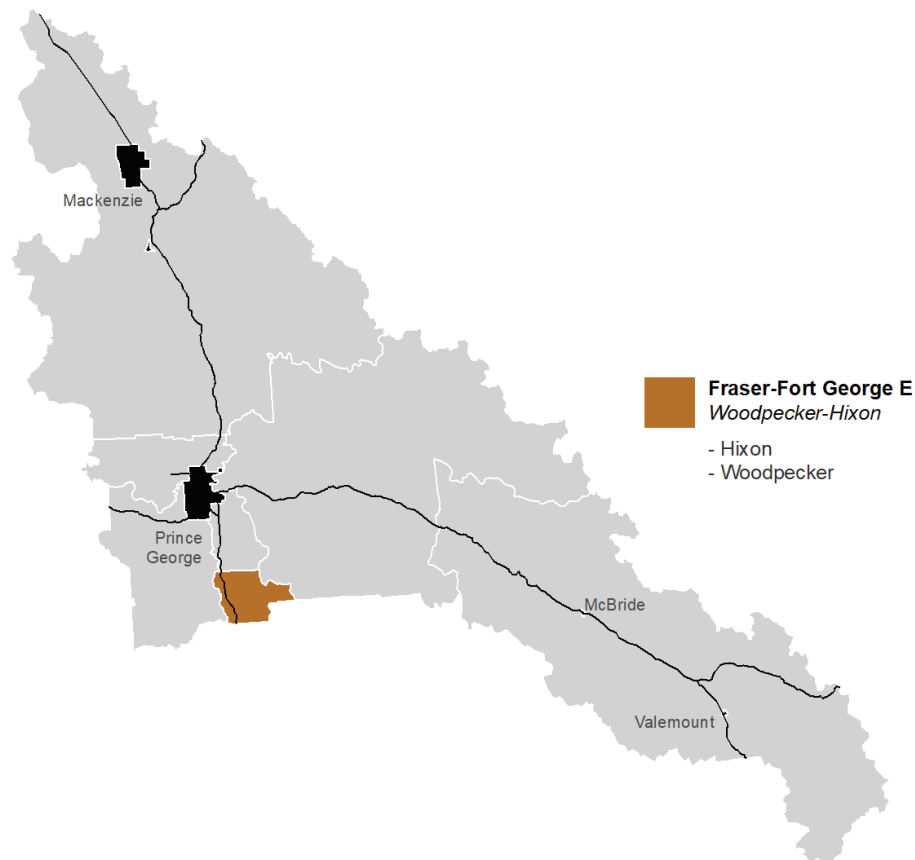 Mackenzie
Fraser-Fort George E
Woodpecker-Hixon
- Hixon
- Woodpecker
Prince
George
McBride
Valemount